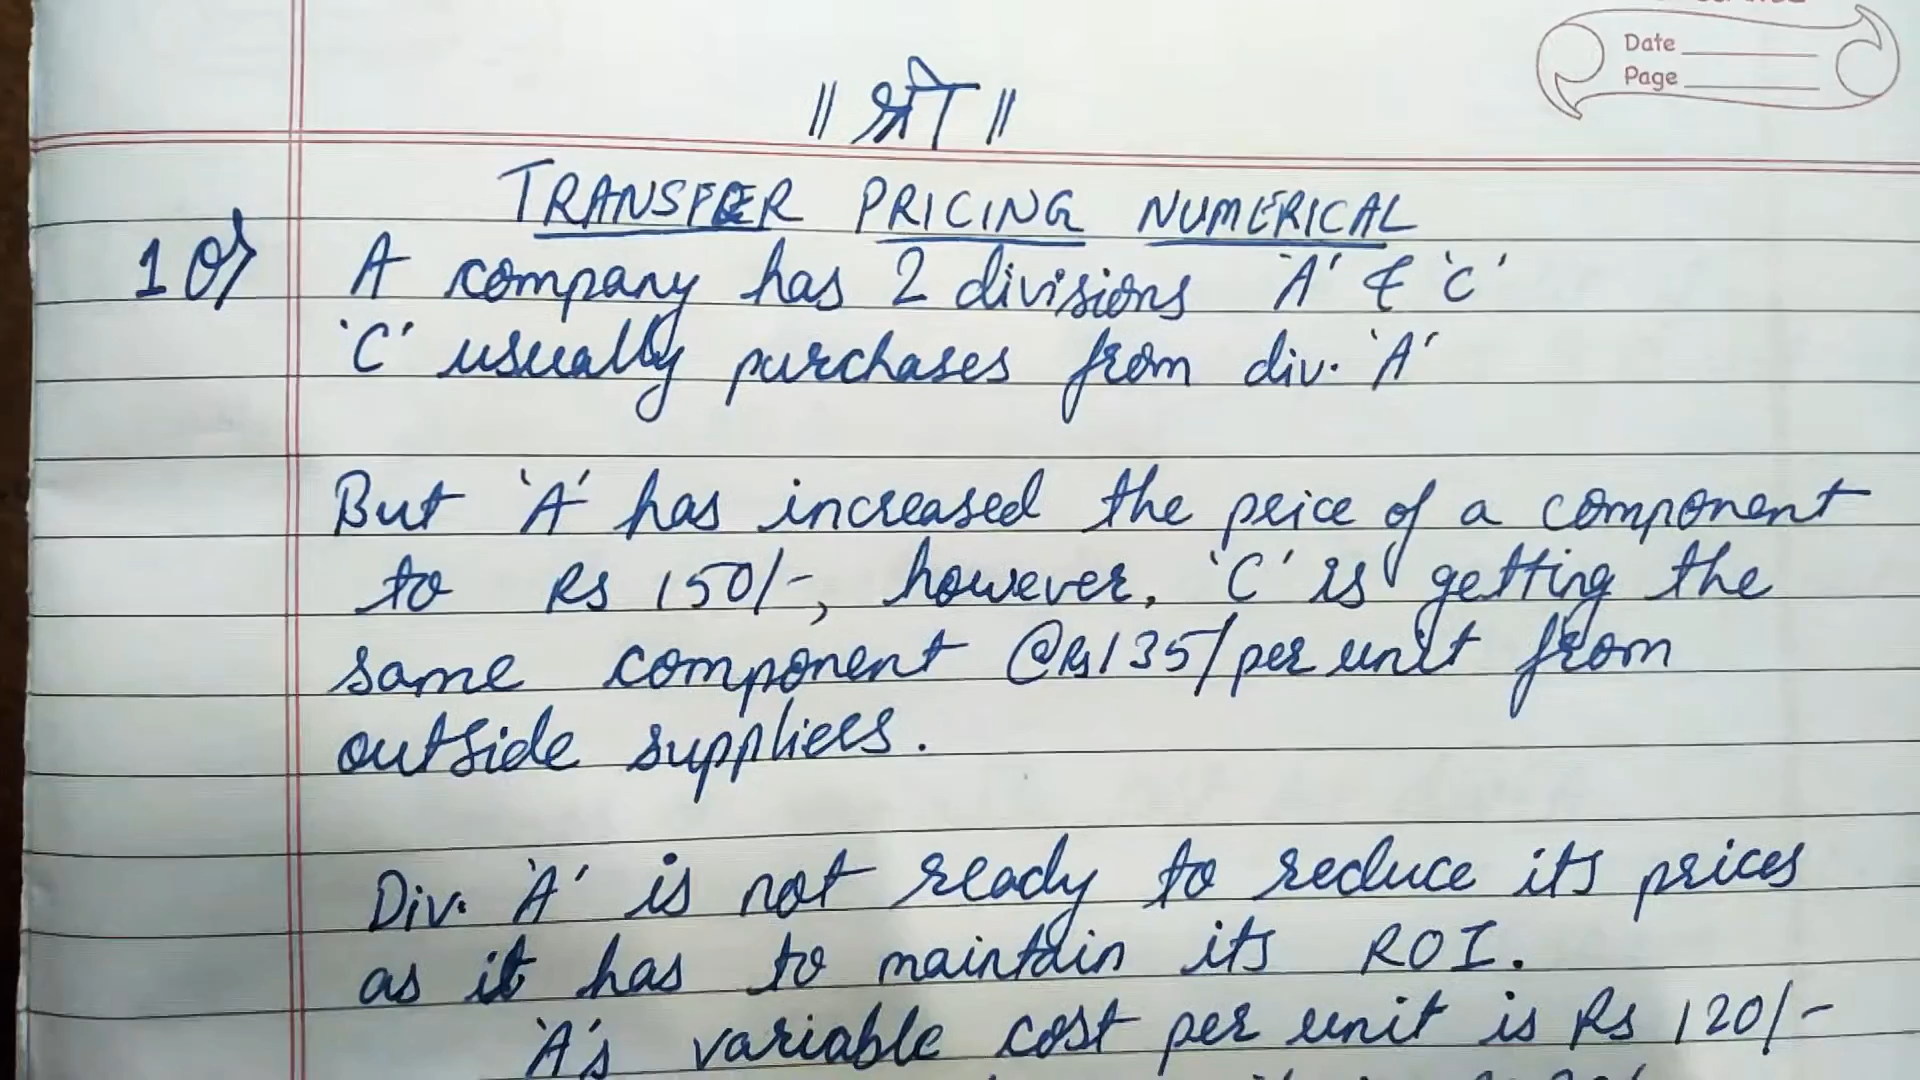 Date
Page
॥ श्री ॥
TRANSFER PRICING NUMERICAL
1 Q) A company has 2 divisions 'A' & 'C'
'C' usually purchases from div. 'A'
But 'A' has increased the price of a component
to Rs 150/-, however, 'C' is getting the
same component @Rs135/per unit from
outside suppliers.
Div. 'A' is not ready to reduce its prices
as it has to maintain its ROI.
'A's variable cost per unit is Rs 120/-